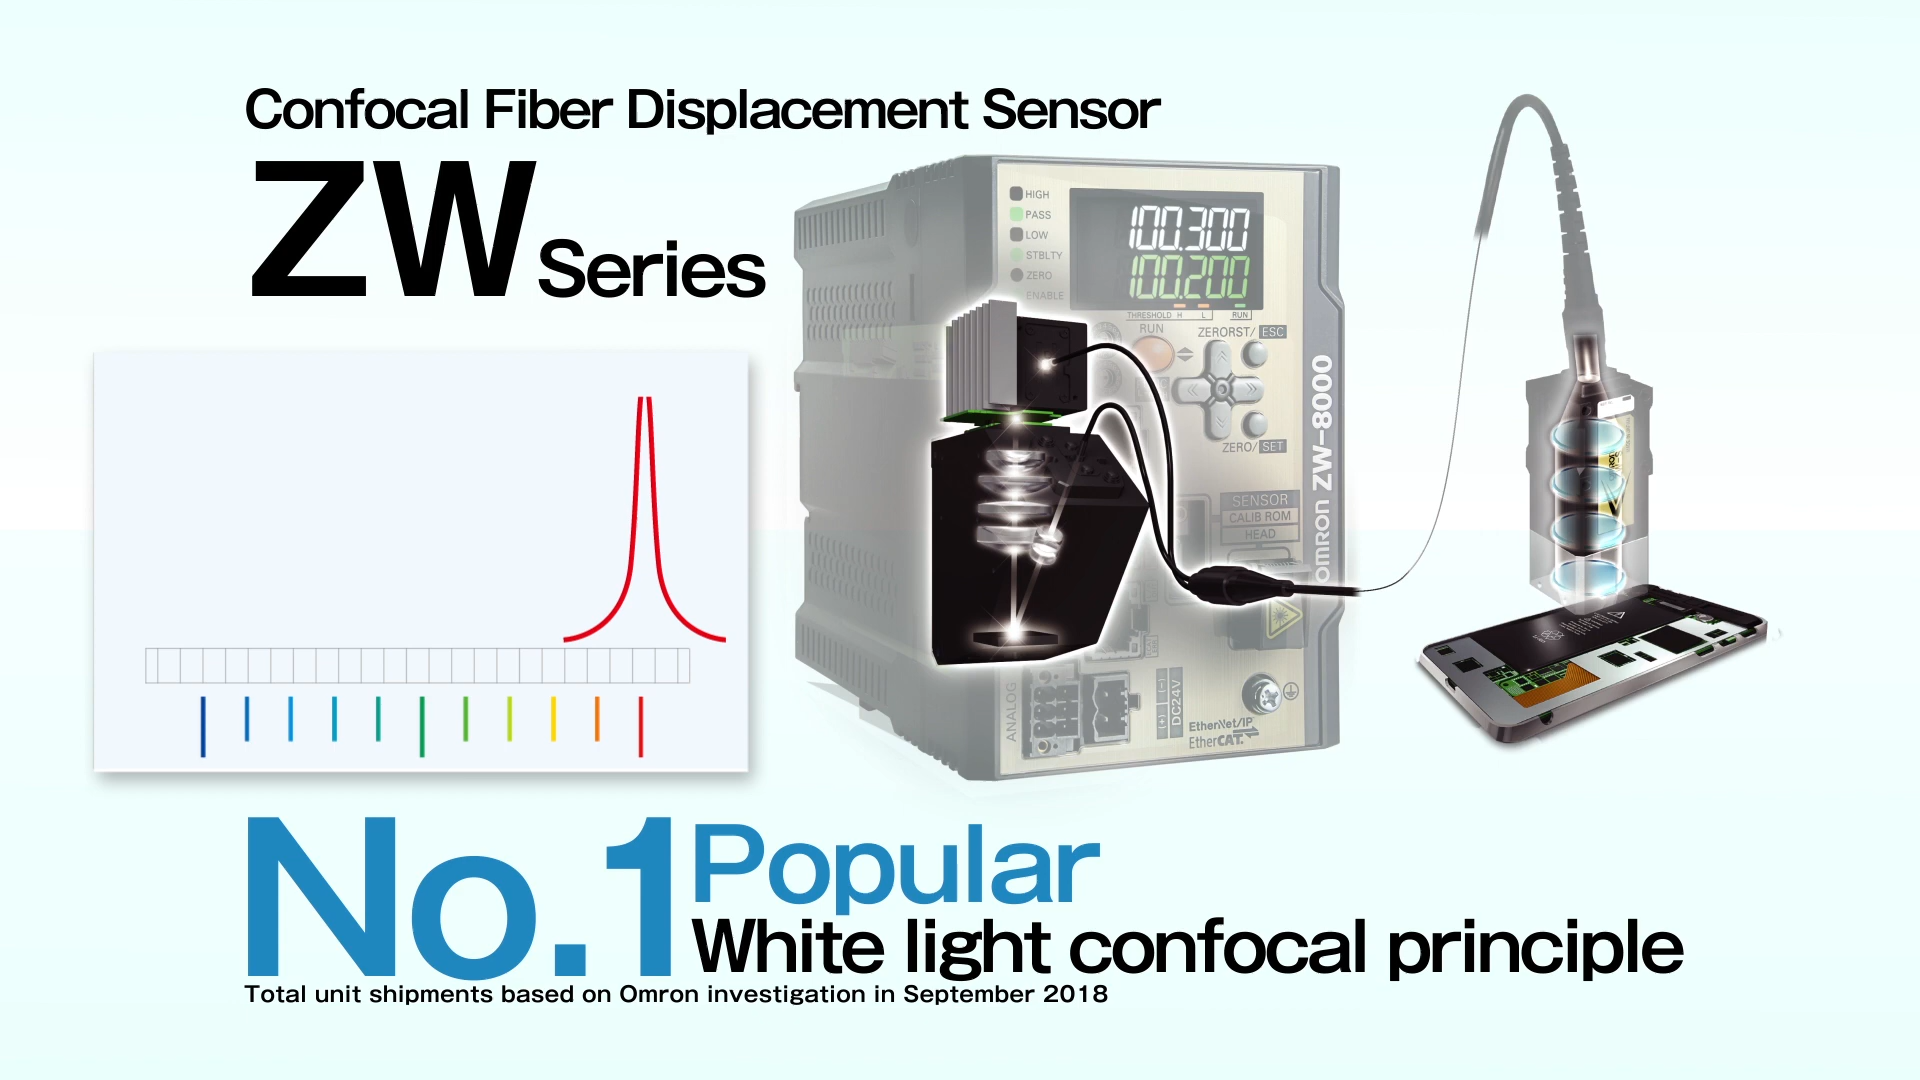 Confocal Fiber Displacement Sensor
ZW Series
HIGH
PASS
LOW
STBLTY
ZERO
ENABLE
100.300
100.200
THRESHOLD H L RUN
RUN
ZERORST/ ESC
ZERO/ SET
OMRON ZW-8000
SENSOR
CALIB ROM
HEAD
ANALOG
(+) (-)
DC24V
EtherNet/IP
EtherCAT
No.1 Popular
White light confocal principle
Total unit shipments based on Omron investigation in September 2018